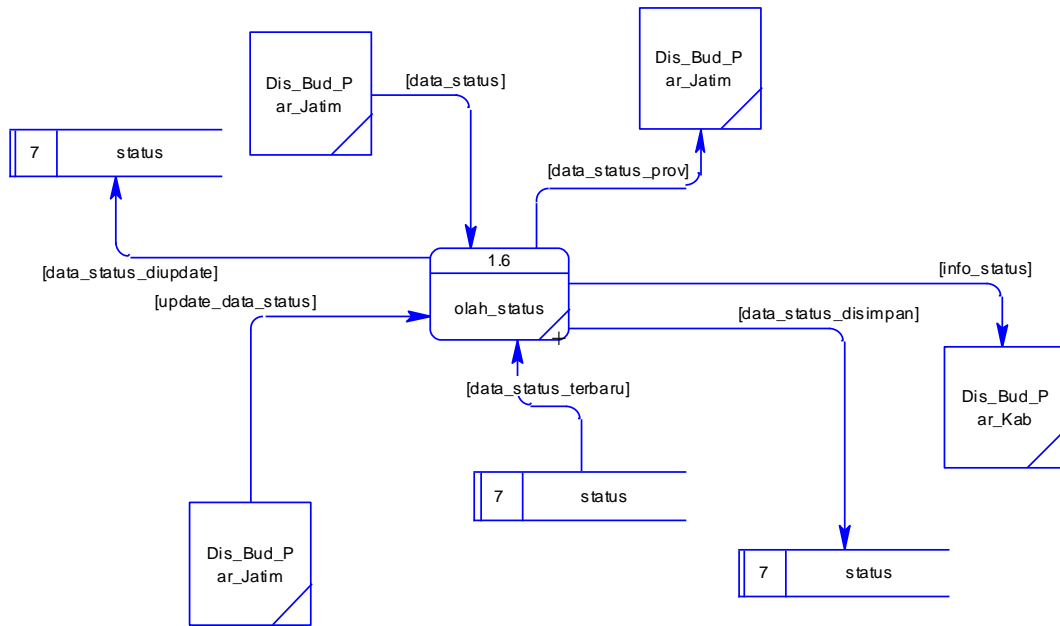 Dis_Bud_P
ar_Jatim
[data_status]
Dis_Bud_P
ar_Jatim
7 status
[data_status_prov]
[data_status_diupdate]
1.6
olah_status
[info_status]
[update_data_status]
[data_status_disimpan]
[data_status_terbaru]
Dis_Bud_P
ar_Kab
7 status
Dis_Bud_P
ar_Jatim
7 status